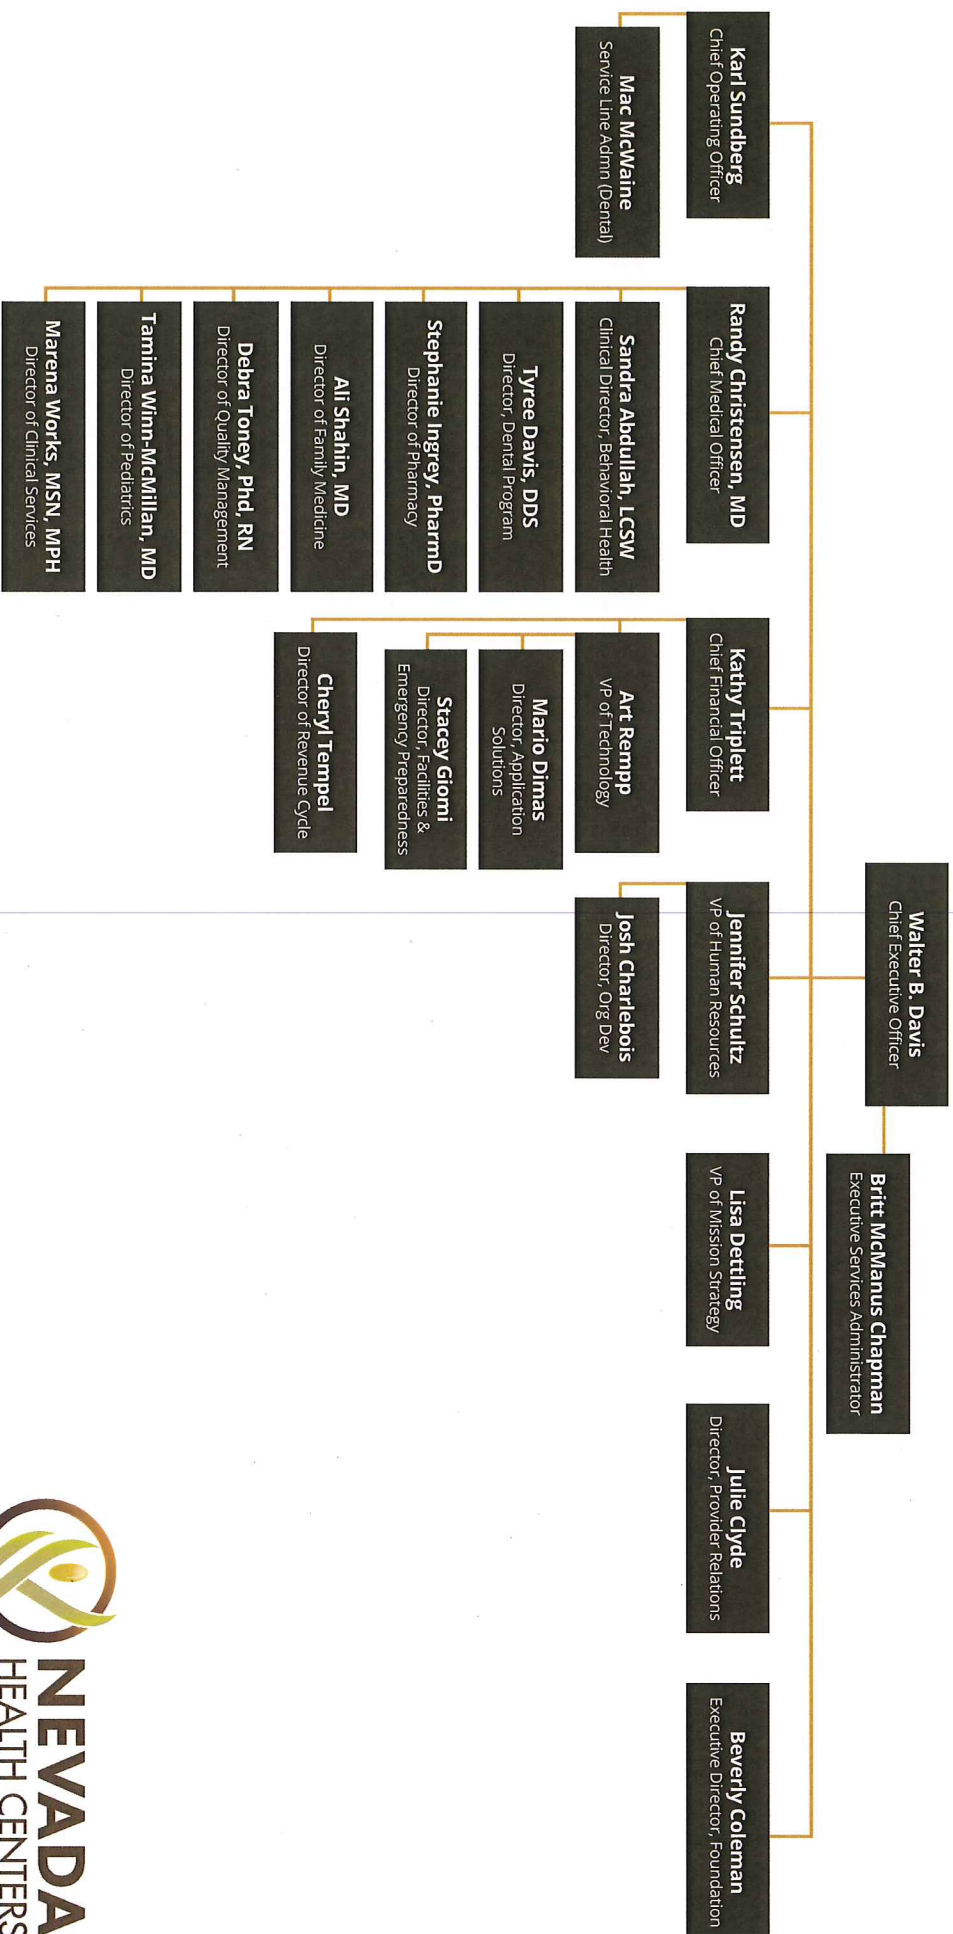 Walter B. Davis
Chief Executive Officer
Britt McManus Chapman
Executive Services Administrator
Karl Sundberg
Chief Operating Officer
Mac McWaine
Service Line Admn (Dental)
Randy Christensen, MD
Chief Medical Officer
Sandra Abdullah, LCSW
Clinical Director, Behavioral Health
Tyree Davis, DDS
Director, Dental Program
Stephanie Ingrey, PharmD
Director of Pharmacy
Ali Shahin, MD
Director of Family Medicine
Debra Toney, Phd, RN
Director of Quality Management
Tamina Winn-McMillan, MD
Director of Pediatrics
Marena Works, MSN, MPH
Director of Clinical Services
Kathy Triplett
Chief Financial Officer
Art Rempp
VP of Technology
Mario Dimas
Director, Application
Solutions
Stacey Giomi
Director, Facilities &
Emergency Preparedness
Cheryl Tempel
Director of Revenue Cycle
Jennifer Schultz
VP of Human Resources
Josh Charlebois
Director, Org Dev
Lisa Dettling
VP of Mission Strategy
Julie Clyde
Director, Provider Relations
Beverly Coleman
Executive Director, Foundation
NEVADA
HEALTH CENTERS